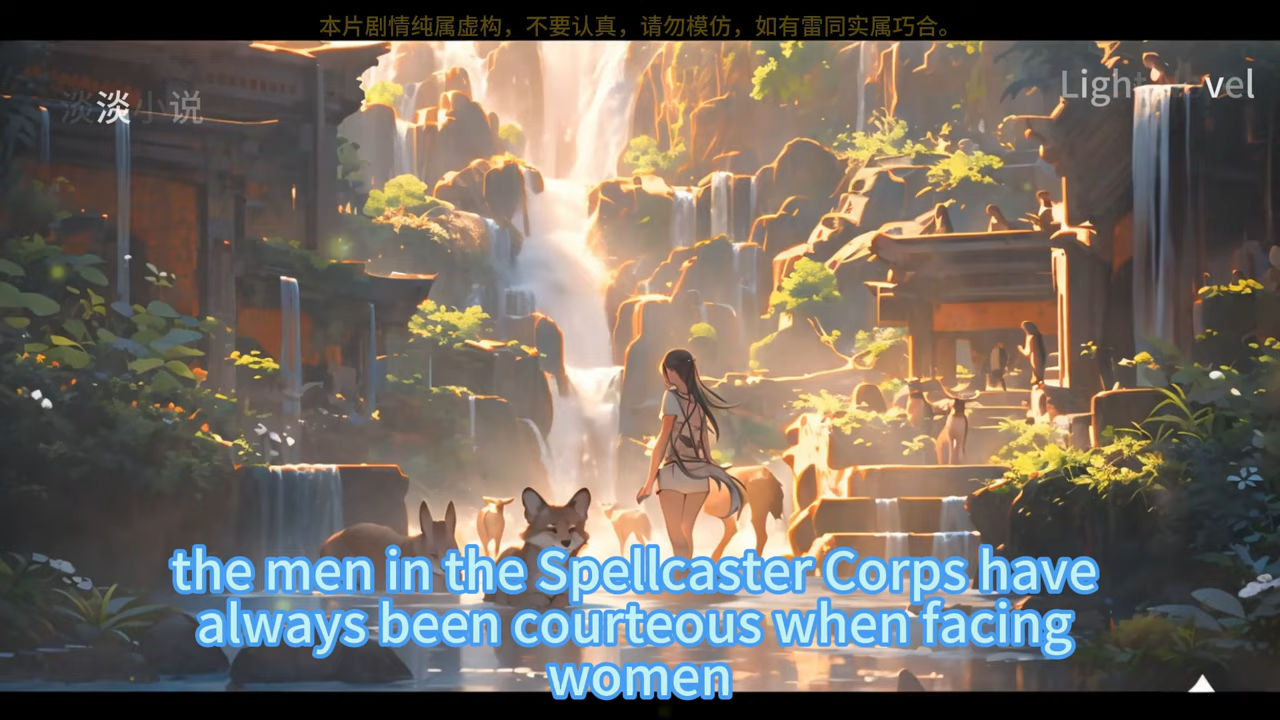 本片剧情纯属虚构，不要认真，请勿模仿，如有雷同实属巧合。
淡淡小说
Ligh vel
the men in the Spellcaster Corps have
always been courteous when facing
women